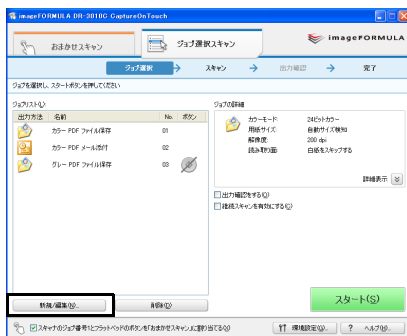 imageFORMULA DR-3010C CaptureOnTouch
おまかせスキャン
ジョブ選択スキャン
imageFORMULA
ジョブ選択
スキャン
出力確認
完了
ジョブを選択し、スタートボタンを押してください
ジョブリスト(L)
出力方法 名前 No. ボタン
カラー PDF ファイル保存 01
カラー PDF メール添付 02
グレー PDF ファイル保存 03
新規/編集(N)...
削除(D)
ジョブの詳細
カラーモード: 24ビットカラー
用紙サイズ: 自動サイズ検知
解像度: 200 dpi
読み取り面: 白紙をスキップする
詳細表示
出力確認をする(O)
継続スキャンを有効にする(C)
スタート(S)
スキャナのジョブ番号1とフラットベッドのボタンを「おまかせスキャン」に割り当てる(X)
環境設定(G)...
? ヘルプ(H)...